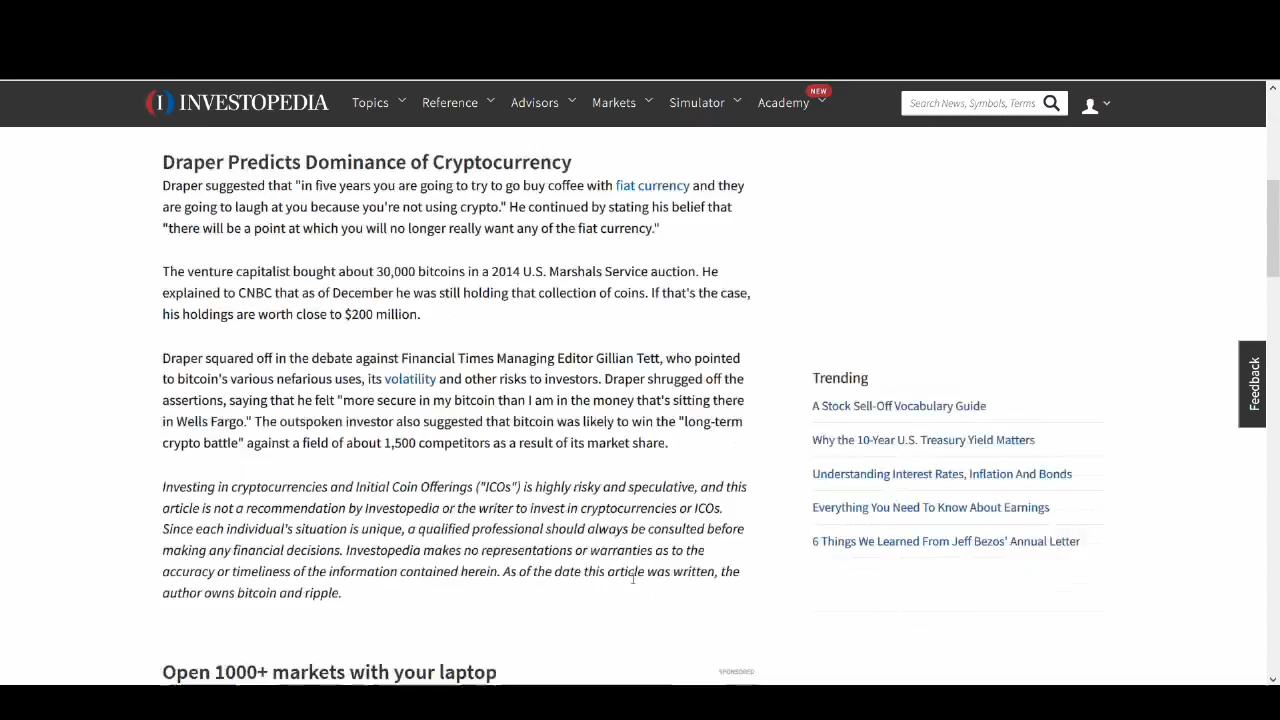 INVESTOPEDIA
Topics
Reference
Advisors
Markets
Simulator
Academy
NEW
Search News, Symbols, Terms
Draper Predicts Dominance of Cryptocurrency
Draper suggested that "in five years you are going to try to go buy coffee with fiat currency and they
are going to laugh at you because you're not using crypto." He continued by stating his belief that
"there will be a point at which you will no longer really want any of the fiat currency."
The venture capitalist bought about 30,000 bitcoins in a 2014 U.S. Marshals Service auction. He
explained to CNBC that as of December he was still holding that collection of coins. If that's the case,
his holdings are worth close to $200 million.
Draper squared off in the debate against Financial Times Managing Editor Gillian Tett, who pointed
to bitcoin's various nefarious uses, its volatility and other risks to investors. Draper shrugged off the
assertions, saying that he felt "more secure in my bitcoin than I am in the money that's sitting there
in Wells Fargo." The outspoken investor also suggested that bitcoin was likely to win the "long-term
crypto battle" against a field of about 1,500 competitors as a result of its market share.
Investing in cryptocurrencies and Initial Coin Offerings ("ICOs") is highly risky and speculative, and this
article is not a recommendation by Investopedia or the writer to invest in cryptocurrencies or ICOs.
Since each individual's situation is unique, a qualified professional should always be consulted before
making any financial decisions. Investopedia makes no representations or warranties as to the
accuracy or timeliness of the information contained herein. As of the date this article was written, the
author owns bitcoin and ripple.
Open 1000+ markets with your laptop
SPONSORED
Trending
A Stock Sell-Off Vocabulary Guide
Why the 10-Year U.S. Treasury Yield Matters
Understanding Interest Rates, Inflation And Bonds
Everything You Need To Know About Earnings
6 Things We Learned From Jeff Bezos' Annual Letter
Feedback